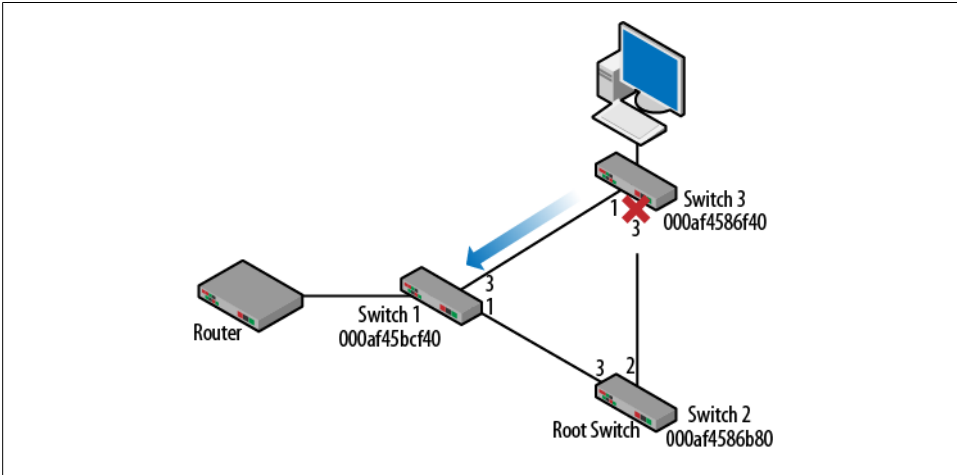 1
3
Switch 3
000af4586f40
3
1
Switch 1
000af45bcf40
Router
3
2
Root Switch
Switch 2
000af4586b80